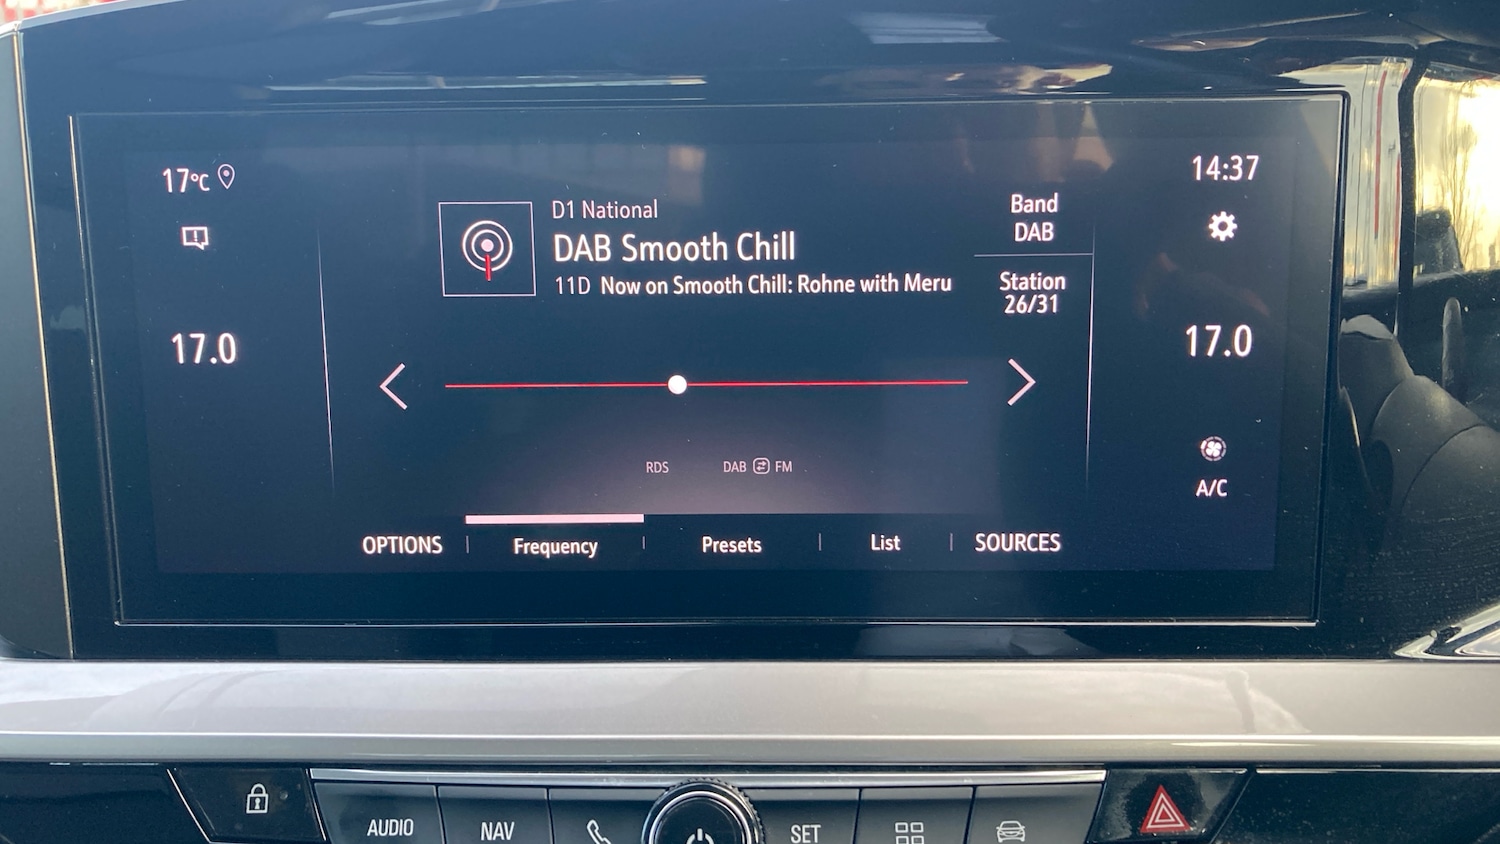 17°C
14:37
D1 National
DAB Smooth Chill
11D Now on Smooth Chill: Rohne with Meru
Band
DAB
Station
26/31
17.0
17.0
RDS
DAB FM
A/C
OPTIONS
Frequency
Presets
List
SOURCES
AUDIO
NAV
SET